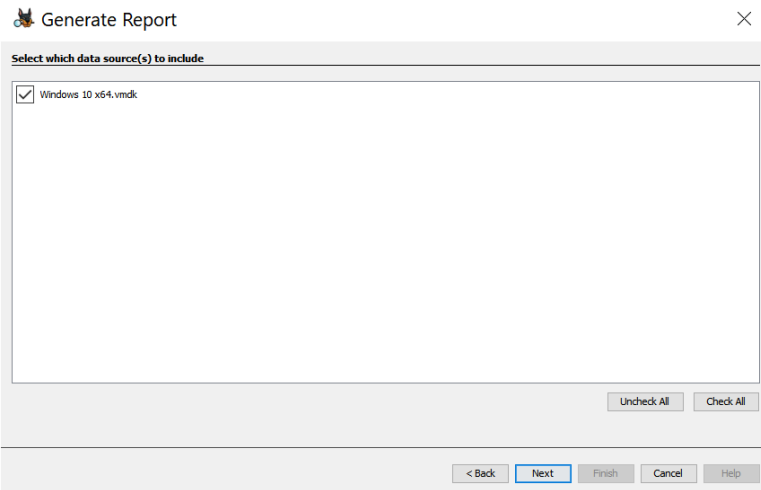 Generate Report
Select which data source(s) to include
Windows 10 x64.vmdk
Uncheck All Check All
< Back Next Finish Cancel Help